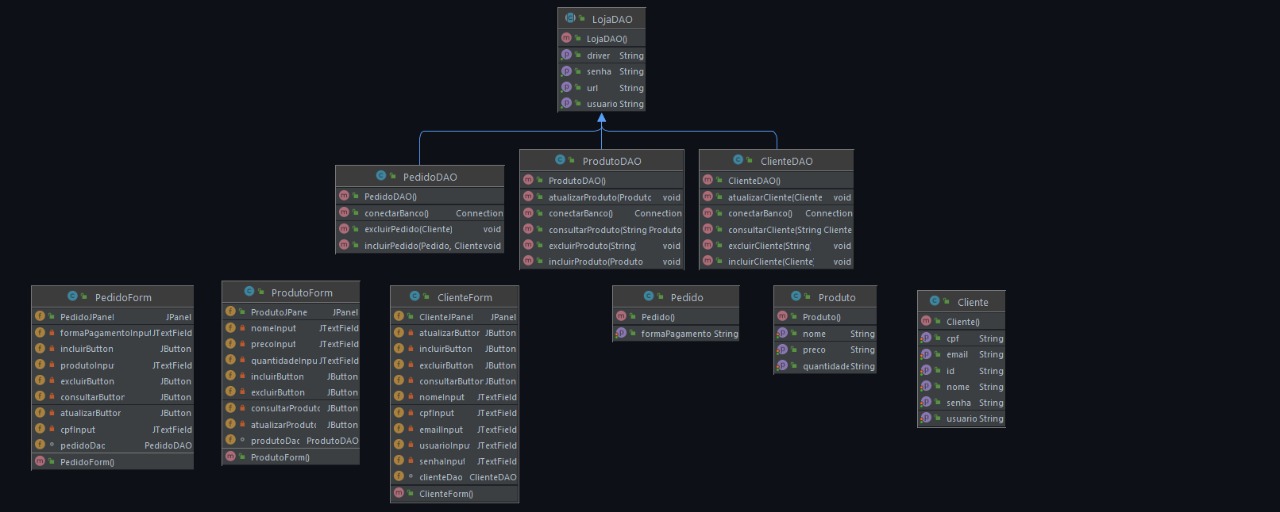 LojaDAO
LojaDAO()
driver String
senha String
url String
usuario String
PedidoDAO
PedidoDAO()
conectarBanco() Connection
excluirPedido(Cliente) void
incluirPedido(Pedido, Cliente void
ProdutoDAO
ProdutoDAO()
atualizarProduto(Produtc void
conectarBanco() Connection
consultarProduto(String Produto
excluirProduto(String) void
incluirProduto(Produto void
ClienteDAO
ClienteDAO()
atualizarCliente(Cliente void
conectarBanco() Connection
consultarCliente(String Cliente
excluirCliente(String) void
incluirCliente(Cliente) void
PedidoForm
PedidoJPanel JPanel
formaPagamentoInput JTextField
incluirButton JButton
produtoInput JTextField
excluirButton JButton
consultarButton JButton
atualizarButton JButton
cpfInput JTextField
pedidoDao PedidoDAO
PedidoForm()
ProdutoForm
ProdutoJPane JPanel
nomeInput JTextField
precoInput JTextField
quantidadeInpu JTextField
incluirButton JButton
excluirButton JButton
consultarProdutc JButton
atualizarProdutc JButton
produtoDao ProdutoDAO
ProdutoForm()
ClienteForm
ClienteJPanel JPanel
atualizarButtor JButton
incluirButton JButton
excluirButton JButton
consultarButtor JButton
nomeInput JTextField
cpfInput JTextField
emailInput JTextField
usuarioInpu JTextField
senhaInput JTextField
clienteDao ClienteDAO
ClienteForm()
Pedido
Pedido()
formaPagamento String
Produto
Produto()
nome String
preco String
quantidade String
Cliente
Cliente()
cpf String
email String
id String
nome String
senha String
usuario String